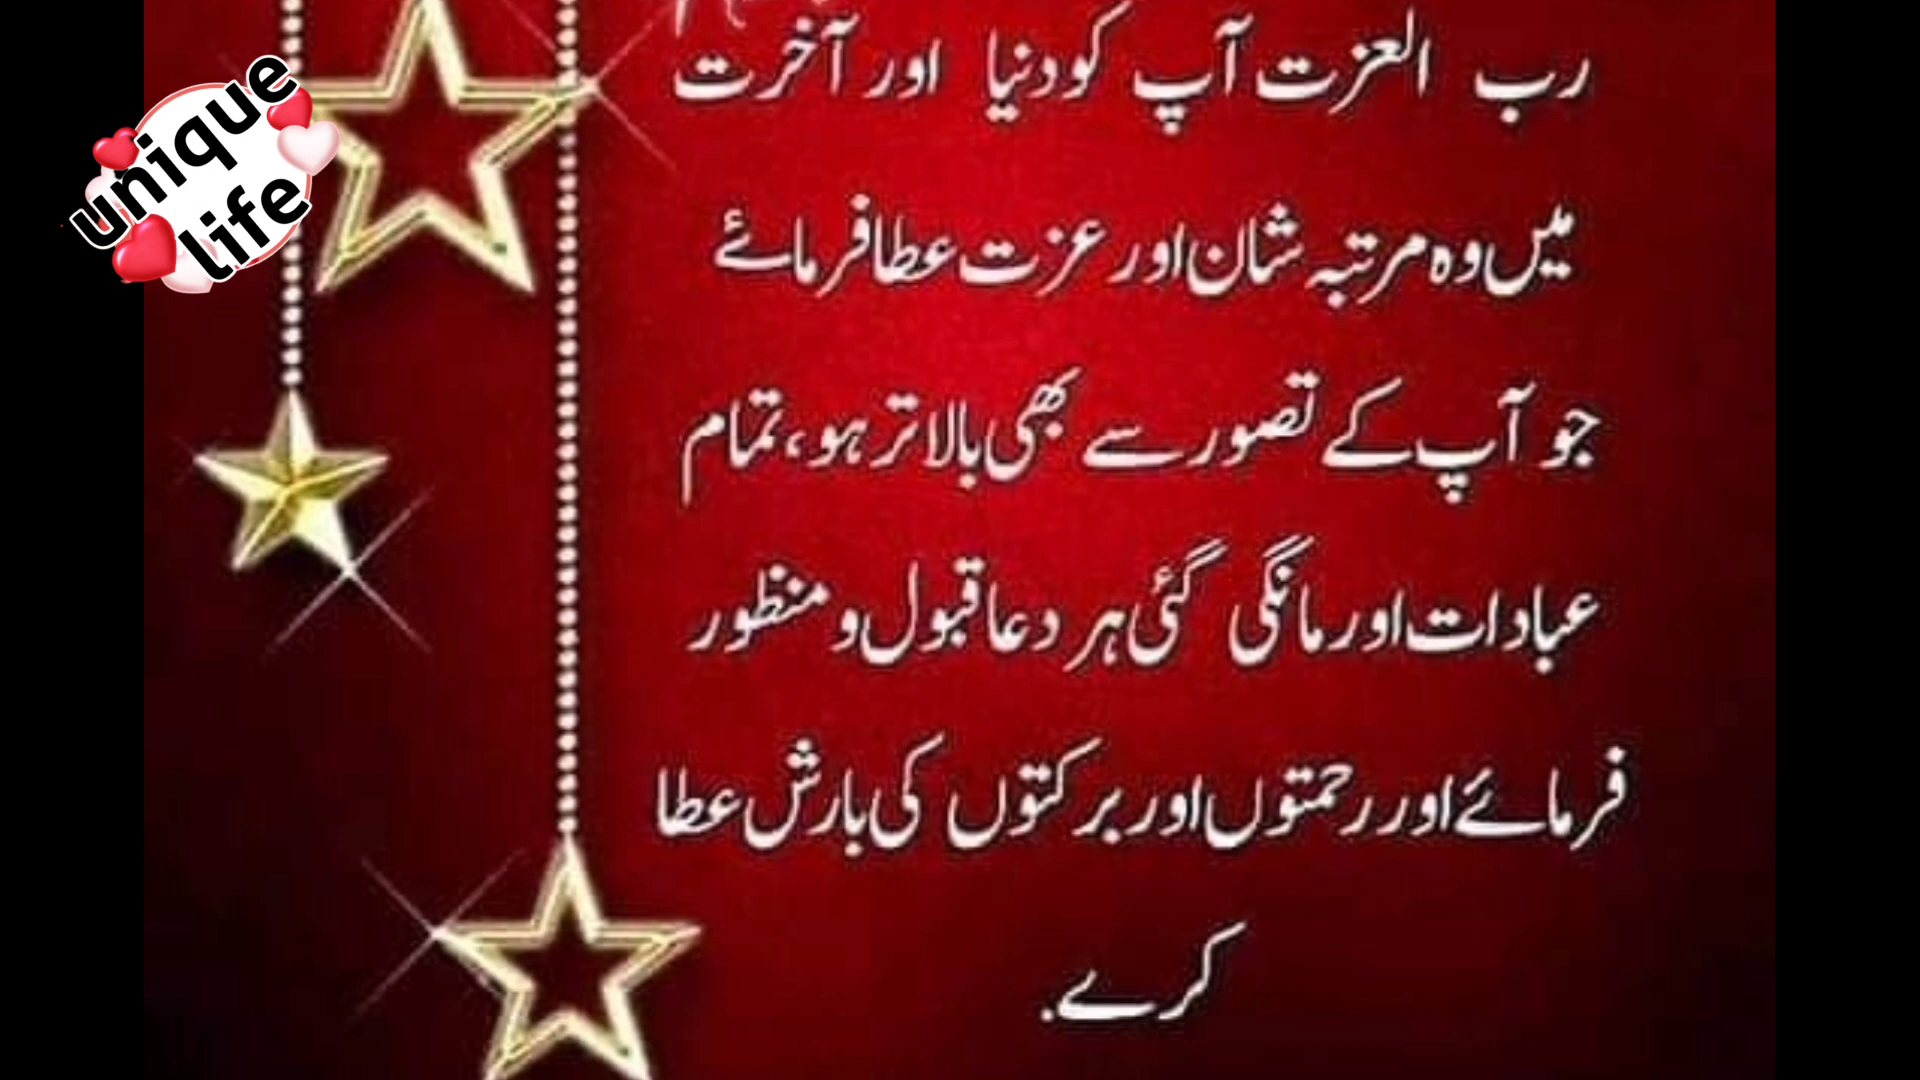 unique
life
رب العزت آپ کو دنیا اور آخرت
میں وہ مرتبہ شان اور عزت عطا فرمائے
جو آپ کے تصور سے بھی بالاتر ہو، تمام
عبادات اور مانگی گئی ہر دعا قبول و منظور
فرمائے اور رحمتوں اور برکتوں کی بارش عطا
کرے.